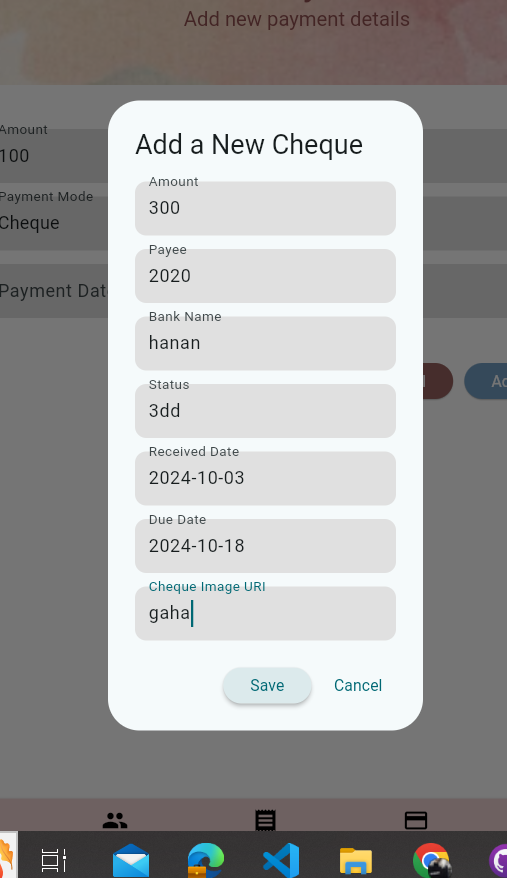 Add new payment details
Amount
100
Payment Mode
Cheque
Payment Dat
Add a New Cheque
Amount
300
Payee
2020
Bank Name
hanan
Status
3dd
Received Date
2024-10-03
Due Date
2024-10-18
Cheque Image URI
gaha
Save
Cancel